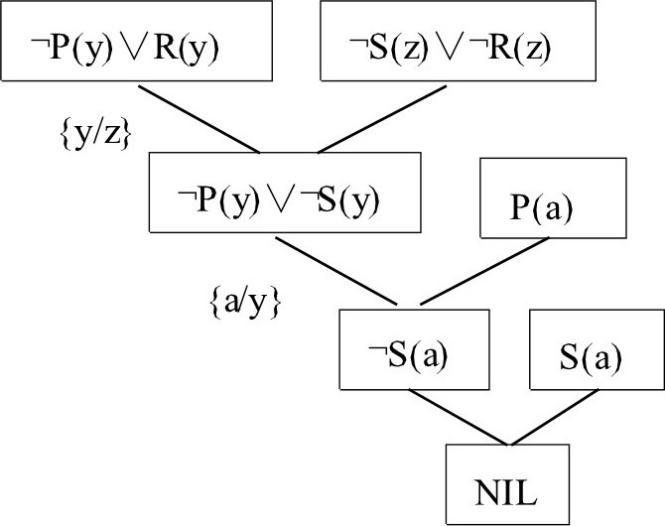 ¬P(y)∨R(y)
¬S(z)∨¬R(z)
{y/z}
¬P(y)∨¬S(y)
P(a)
{a/y}
¬S(a)
S(a)
NIL